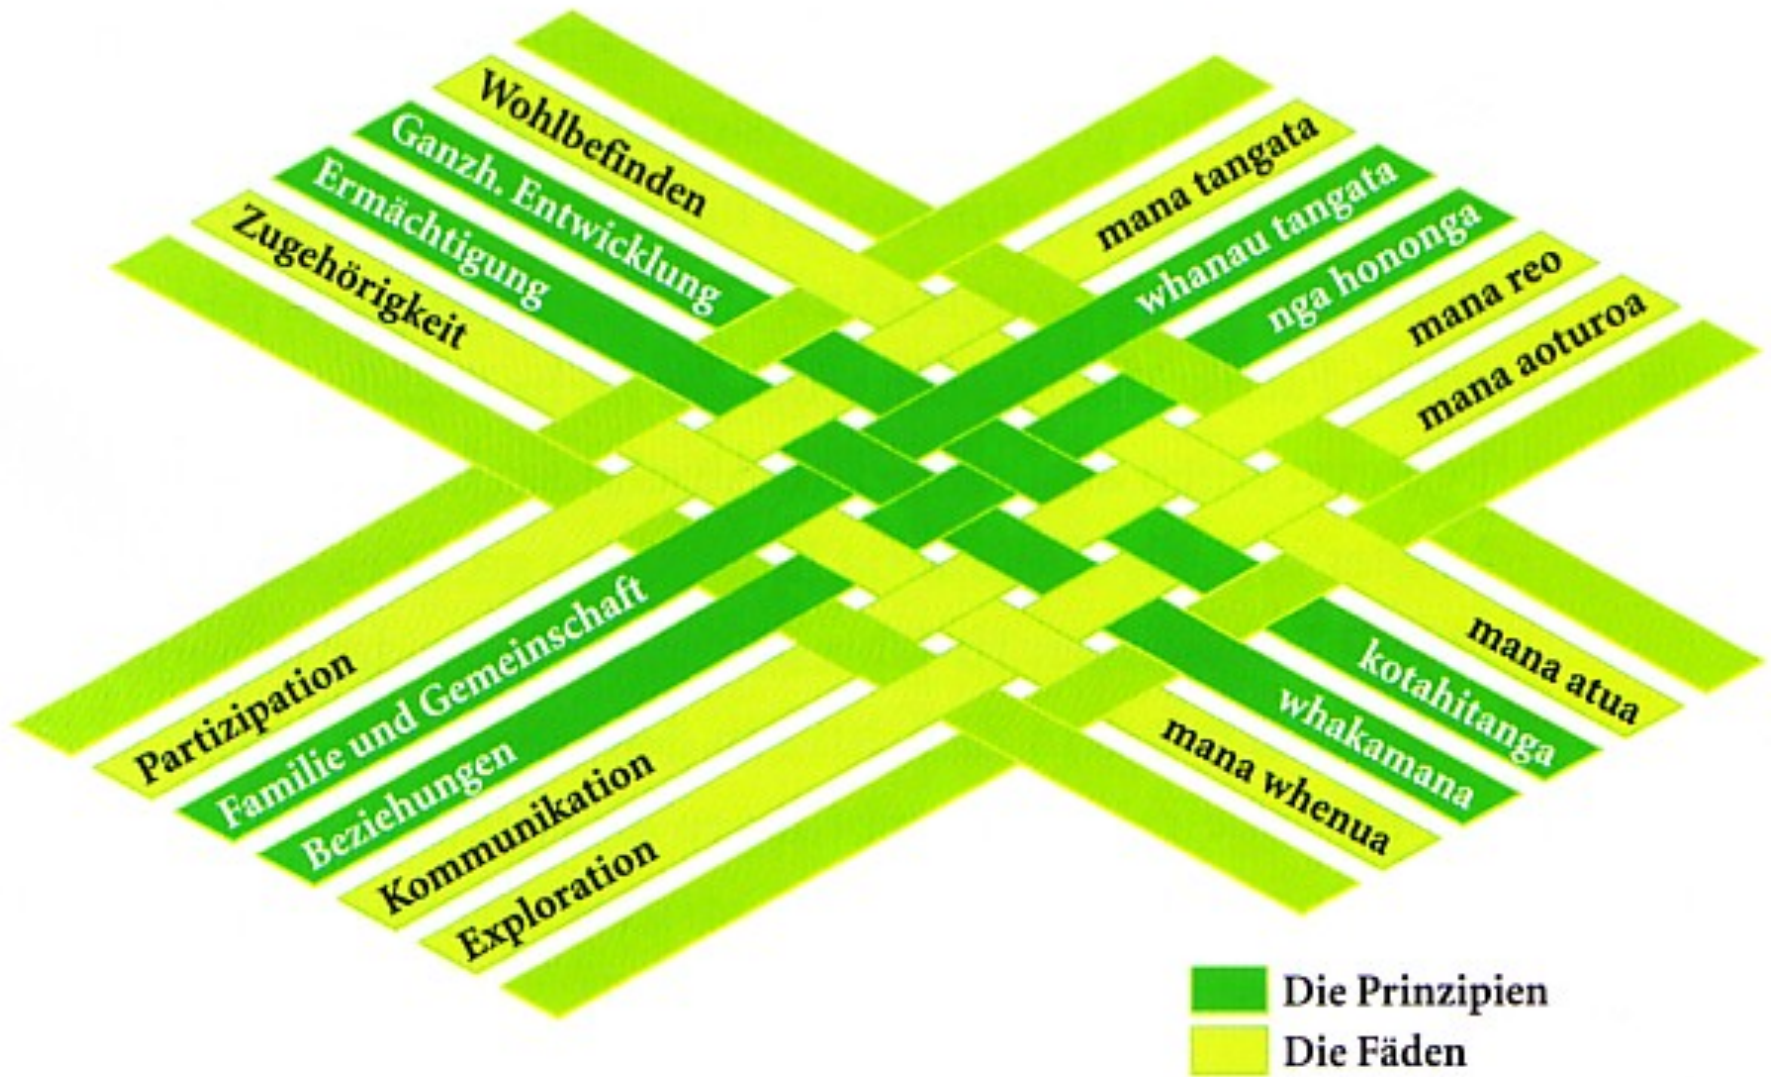 Wohlbefinden
Ganzh. Entwicklung
Ermächtigung
Zugehörigkeit
mana tangata
whanau tangata
nga hononga
mana reo
mana aoturoa
Partizipation
Familie und Gemeinschaft
Beziehungen
Kommunikation
Exploration
mana atua
kotahitanga
whakamana
mana whenua
Die Prinzipien
Die Fäden